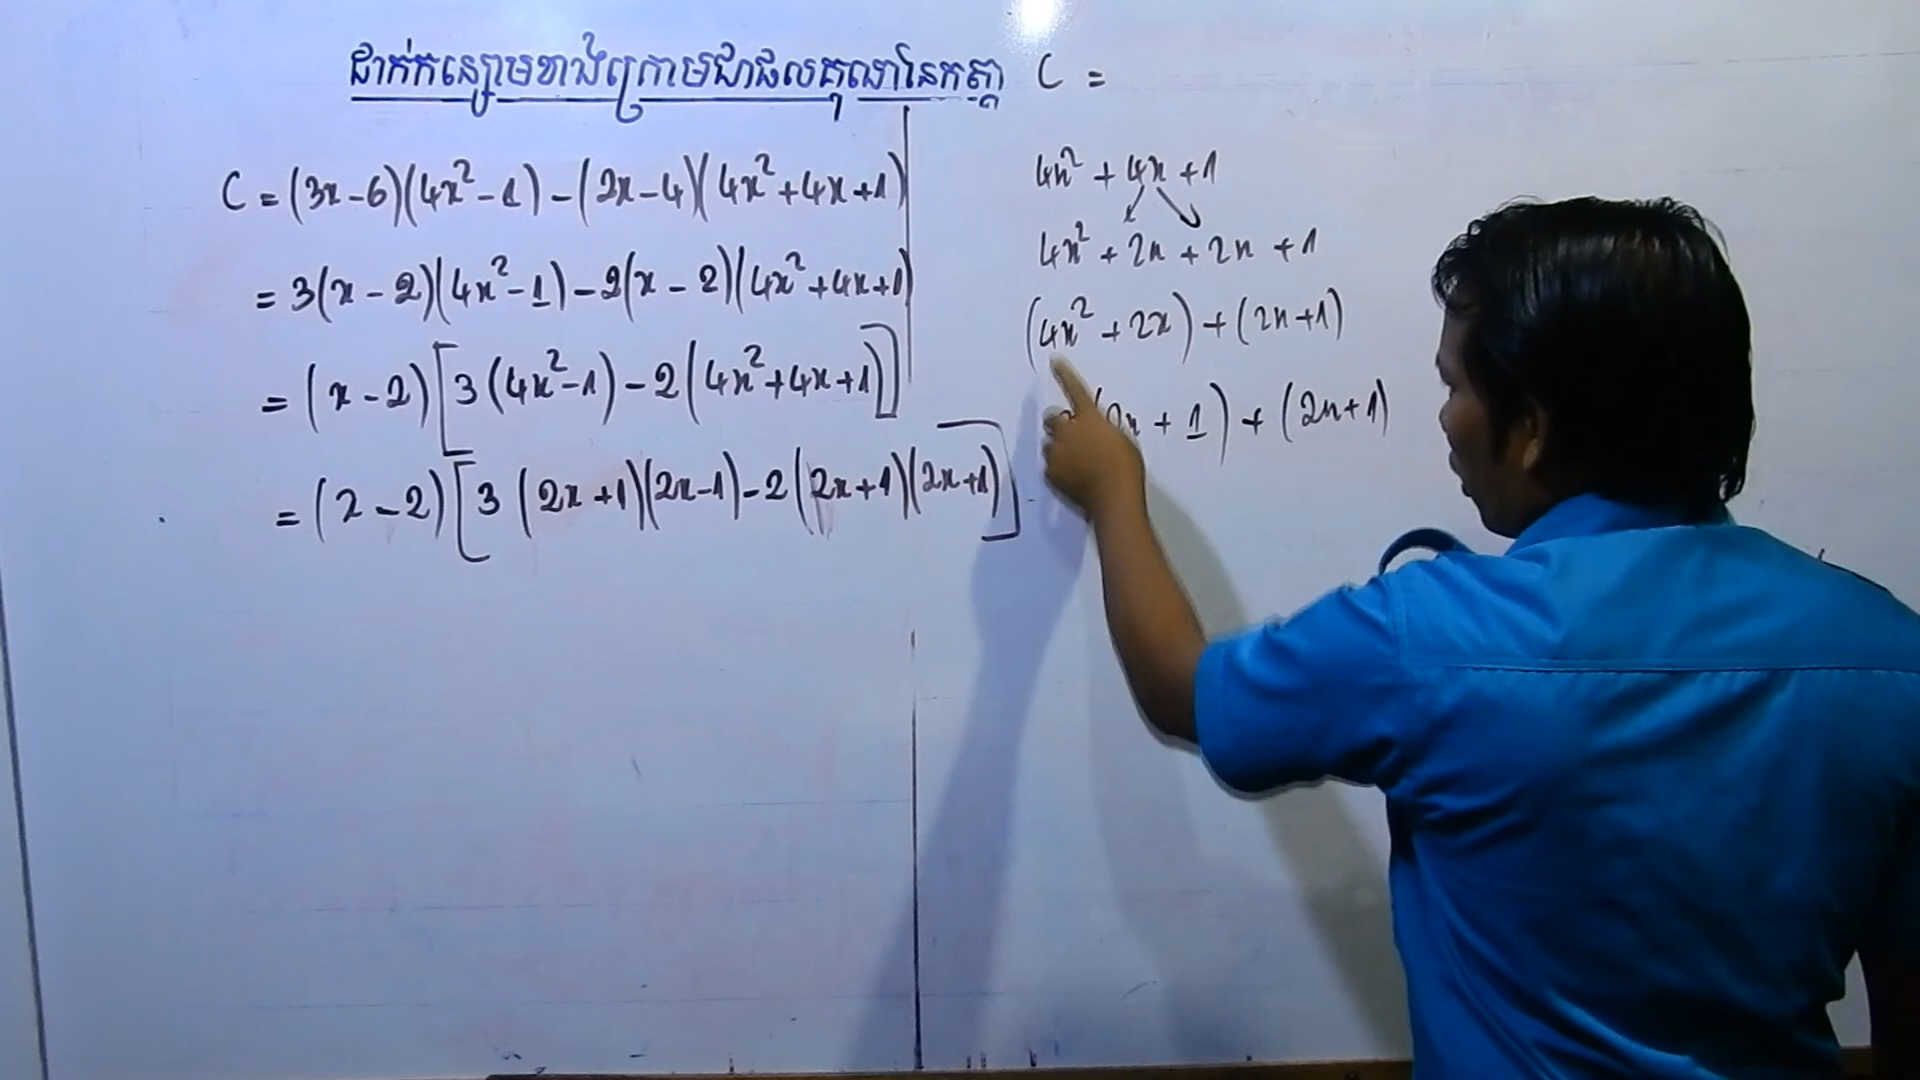 ដាក់កន្សោមខាងក្រោមជាផលគុណនៃកត្តា
C = (3x-6)(4x²-1)-(2x-4)(4x²+4x+1)
= 3(x-2)(4x²-1)-2(x-2)(4x²+4x+1)
= (x-2)[3(4x²-1)-2(4x²+4x+1)]
= (x-2)[3(2x+1)(2x-1)-2(2x+1)(2x+1)]
C =
4x²+4x+1
4x²+2x+2x+1
(4x²+2x)+(2x+1)
(2x+1)+(2x+1)